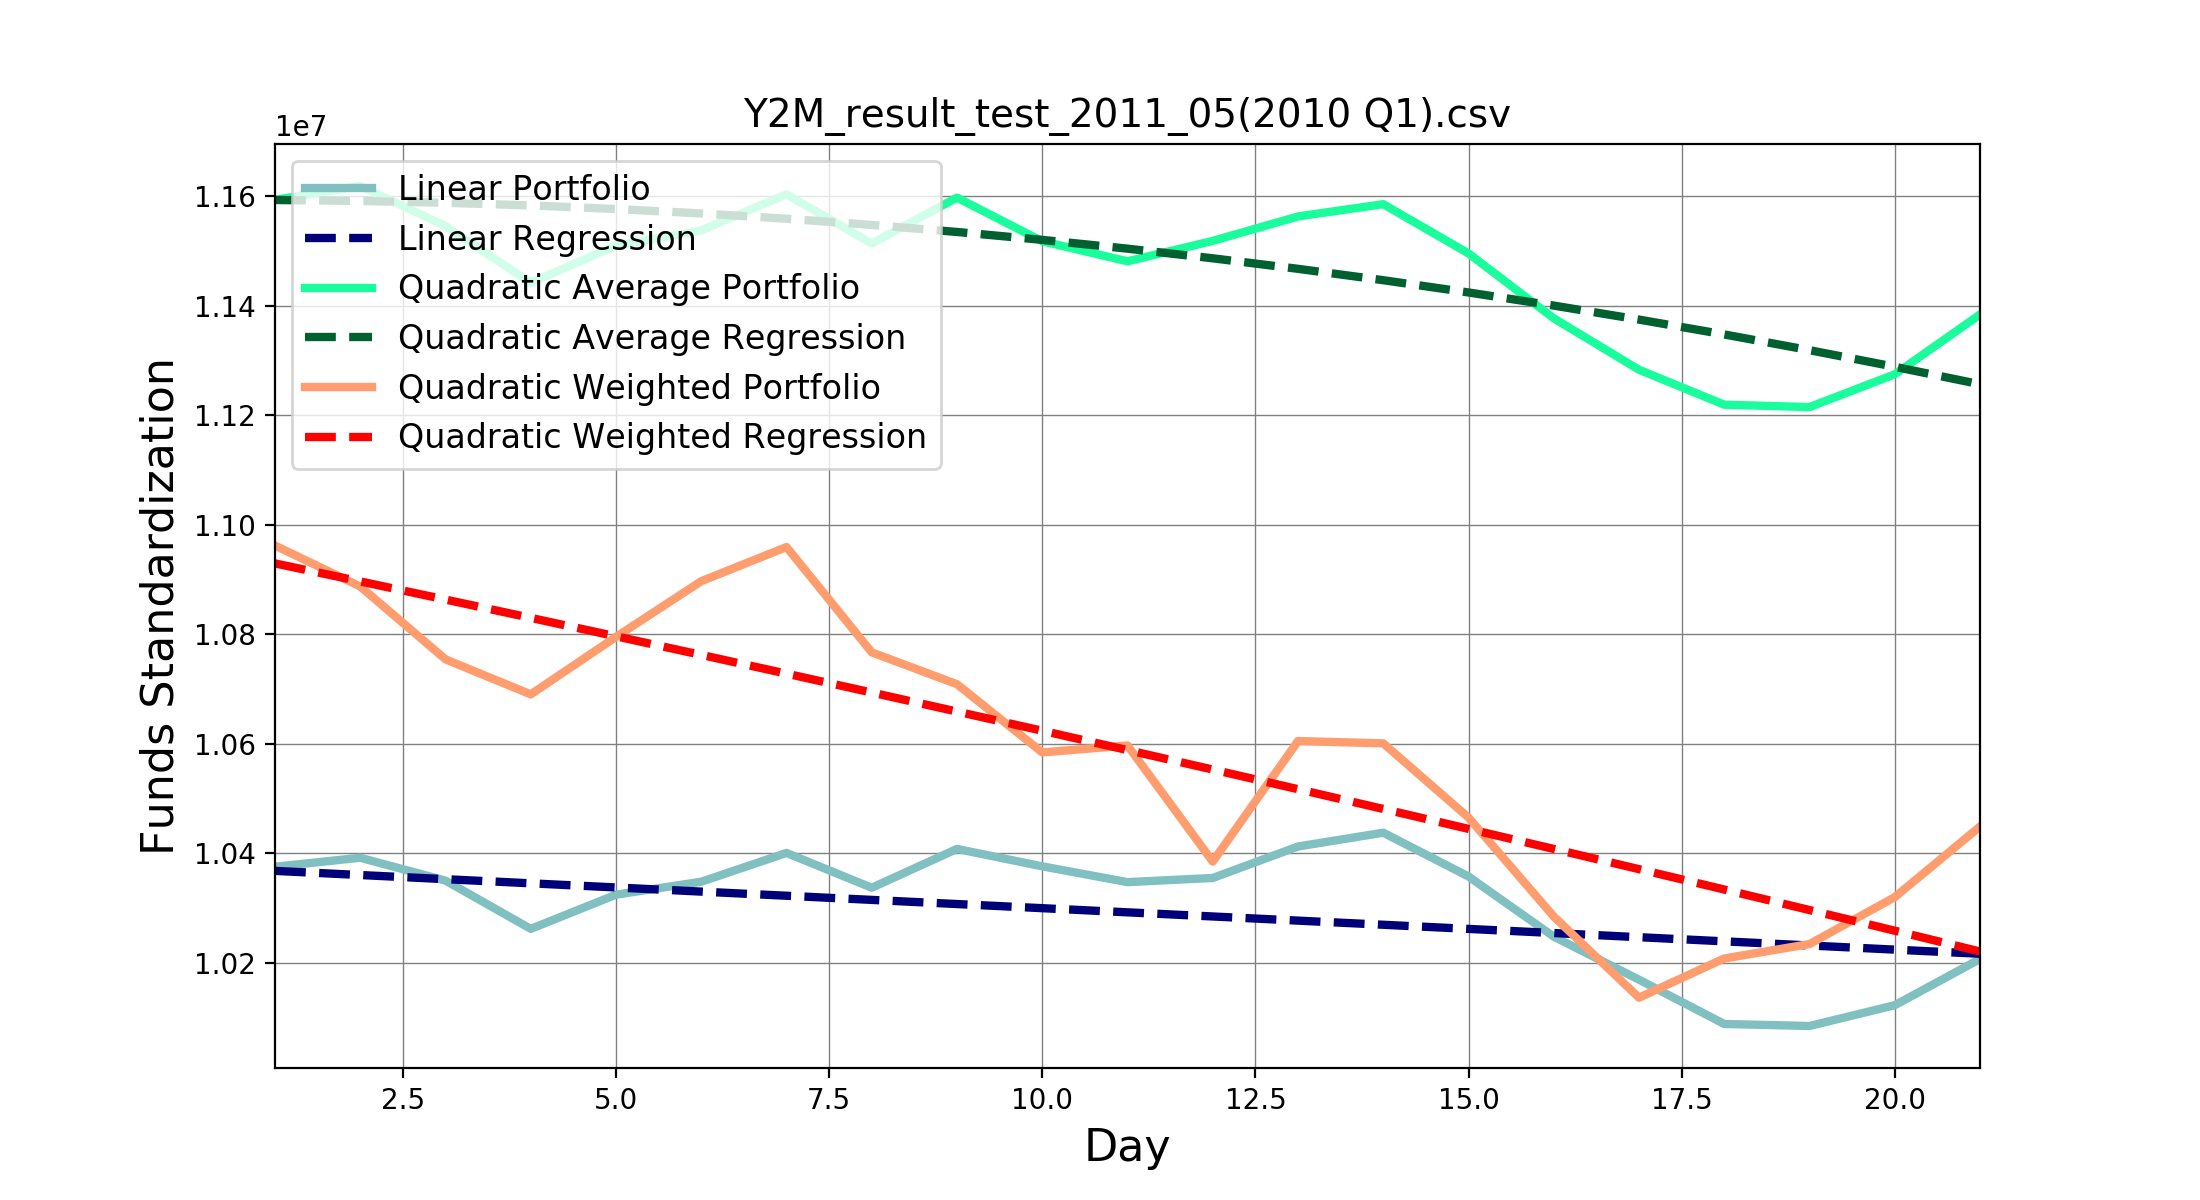 Y2M_result_test_2011_05(2010 Q1).csv
1e7
Linear Portfolio
Linear Regression
Quadratic Average Portfolio
Quadratic Average Regression
Quadratic Weighted Portfolio
Quadratic Weighted Regression
1.16
1.14
1.12
1.10
1.08
1.06
1.04
1.02
Funds Standardization
2.5 5.0 7.5 10.0 12.5 15.0 17.5 20.0
Day